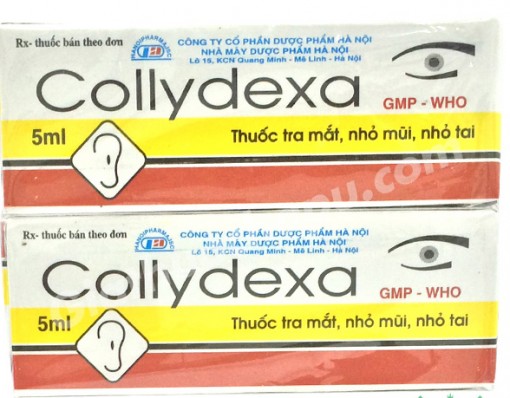 Rx- thuốc bán theo đơn
CÔNG TY CỔ PHẦN DƯỢC PHẨM HÀ NỘI
NHÀ MÁY DƯỢC PHẨM HÀ NỘI
Lô 15, KCN Quang Minh - Mê Linh - Hà Nội
Collydexa
GMP - WHO
5ml
Thuốc tra mắt, nhỏ mũi, nhỏ tai
Rx- thuốc bán theo đơn
CÔNG TY CỔ PHẦN DƯỢC PHẨM HÀ NỘI
NHÀ MÁY DƯỢC PHẨM HÀ NỘI
Lô 15, KCN Quang Minh - Mê Linh - Hà Nội
Collydexa
GMP - WHO
5ml
Thuốc tra mắt, nhỏ mũi, nhỏ tai